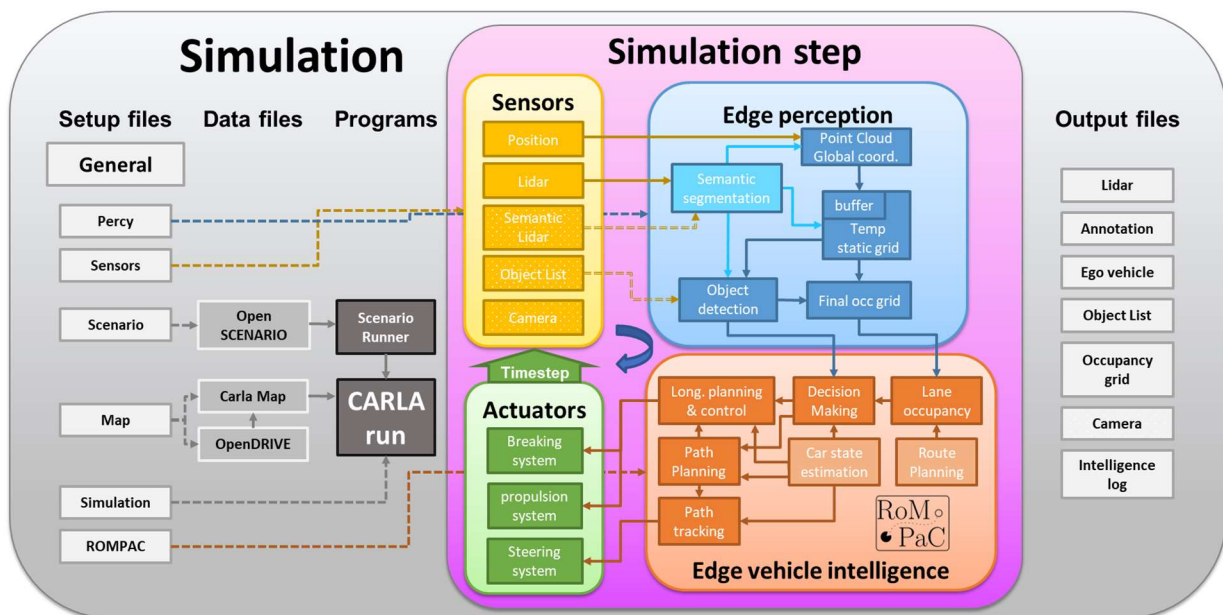 Simulation
Simulation step
Setup files
Data files
Programs
Output files
General
Percy
Sensors
Scenario
Map
Simulation
ROMPAC
Open
SCENARIO
Carla Map
OpenDRIVE
Scenario
Runner
CARLA
run
Sensors
Position
Lidar
Semantic
Lidar
Object List
Camera
Timestep
Actuators
Breaking
system
propulsion
system
Steering
system
Edge perception
Point Cloud
Global coord.
Semantic
segmentation
buffer
Temp
static grid
Object
detection
Final occ grid
Long. planning
& control
Decision
Making
Lane
occupancy
Path
Planning
Car state
estimation
Route
Planning
Path
tracking
RoM
PaC
Edge vehicle intelligence
Lidar
Annotation
Ego vehicle
Object List
Occupancy
grid
Camera
Intelligence
log